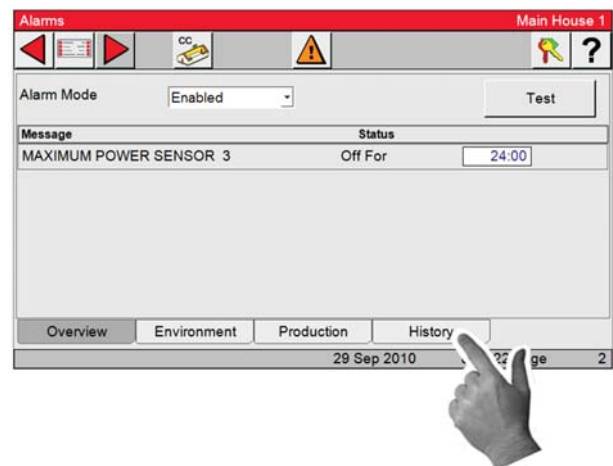 Alarms Main House 1
CC
?
Alarm Mode Enabled Test
Message Status
MAXIMUM POWER SENSOR 3 Off For 24:00
Overview Environment Production History
29 Sep 2010 2